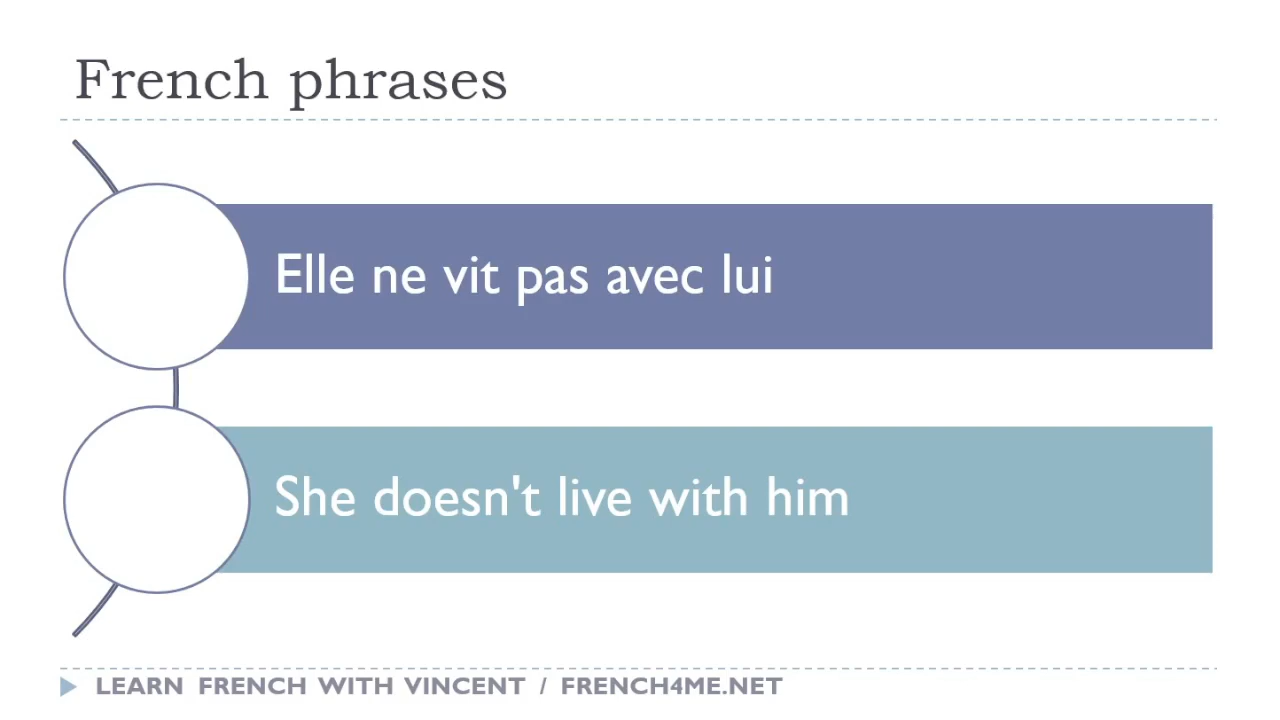 French phrases
Elle ne vit pas avec lui
She doesn't live with him
LEARN FRENCH WITH VINCENT / FRENCH4ME.NET